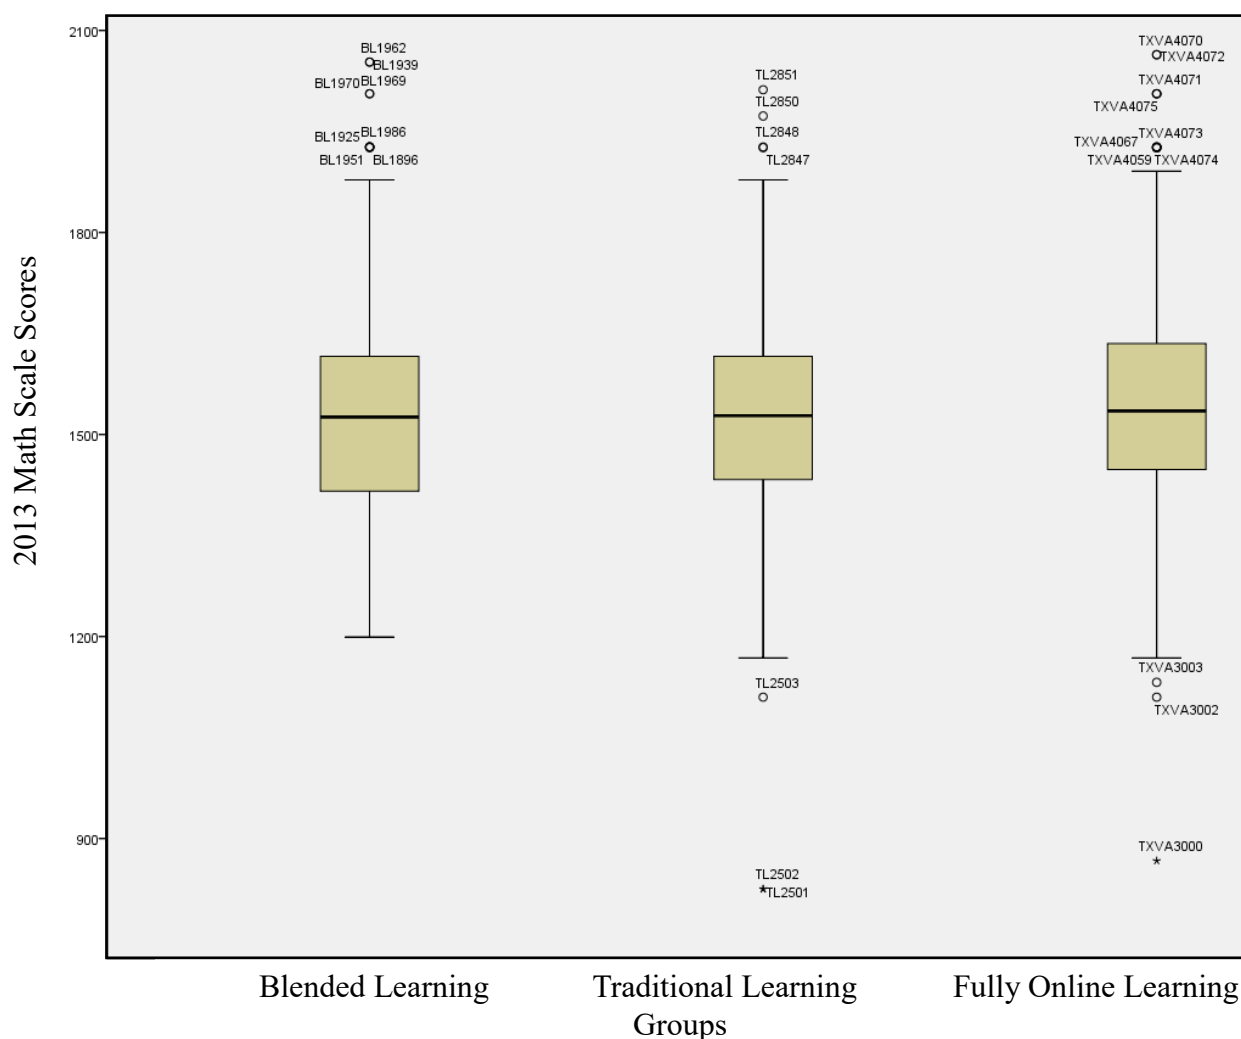 2100
1800
1500
1200
900
2013 Math Scale Scores
BL1962
BL1939
BL1970 BL1969
BL1925 BL1986
BL1951 BL1896
TL2851
TL2850
TL2848
TL2847
TL2503
TL2502
TL2501
TXVA4070
TXVA4072
TXVA4071
TXVA4075
TXVA4067 TXVA4073
TXVA4059 TXVA4074
TXVA3003
TXVA3002
TXVA3000
Blended Learning Traditional Learning Fully Online Learning
Groups